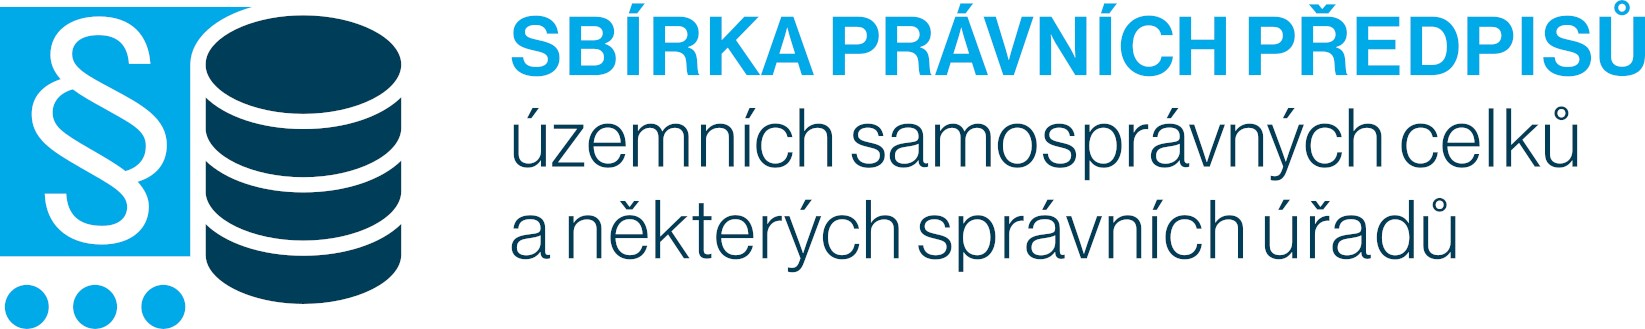 §
SBÍRKA PRÁVNÍCH PŘEDPISŮ
územních samosprávných celků
a některých správních úřadů